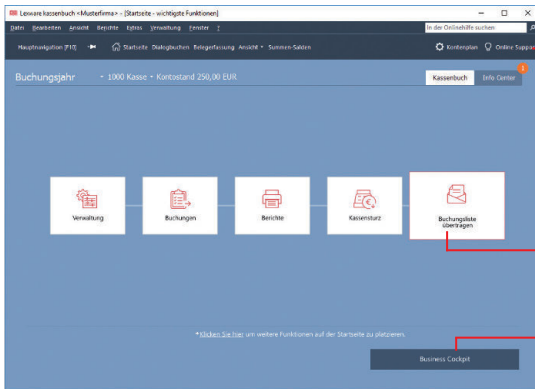 Lexware kassenbuch <Musterfirma> - [Startseite - wichtigste Funktionen]
Datei Bearbeiten Ansicht Berichte Extras Verwaltung Fenster ?
In der Onlinehilfe suchen
Hauptnavigation [F10] Startseite Dialogbuchen Belegerfassung Ansicht Summen-Salden Kontenplan Online Support
Buchungsjahr 1000 Kasse • Kontostand 250,00 EUR
Kassenbuch Info Center 1
Verwaltung Buchungen Berichte Kassensturz Buchungsliste
übertragen
*Klicken Sie hier um weitere Funktionen auf der Startseite zu platzieren.
Business Cockpit